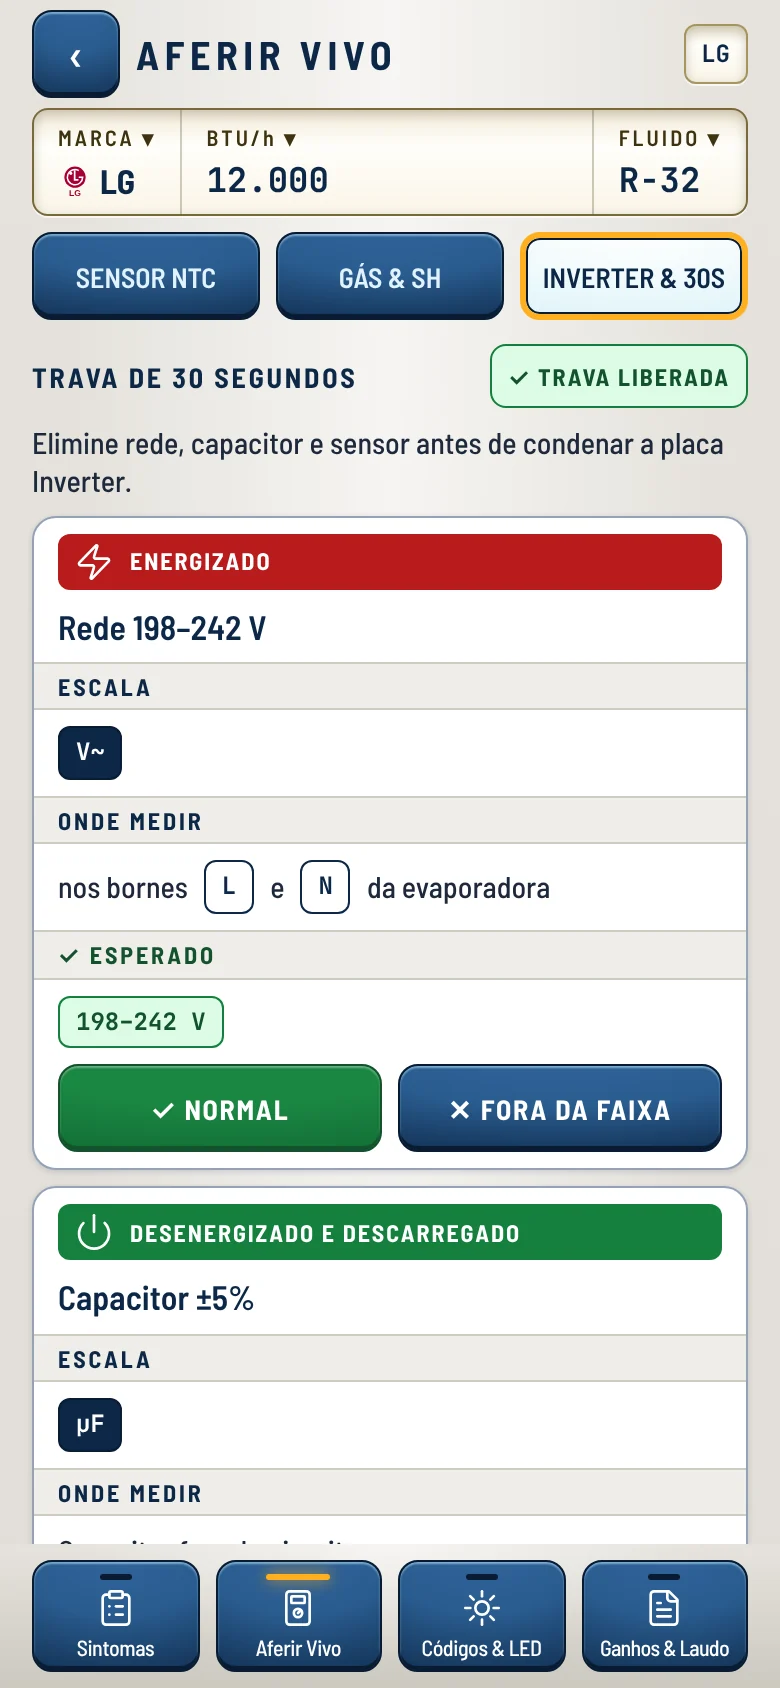 ‹ AFERIR VIVO LG
MARCA ▼ BTU/h ▼ FLUIDO ▼
LG LG 12.000 R-32
SENSOR NTC GÁS & SH INVERTER & 30S
TRAVA DE 30 SEGUNDOS ✓ TRAVA LIBERADA
Elimine rede, capacitor e sensor antes de condenar a placa
Inverter.
ENERGIZADO
Rede 198–242 V
ESCALA
V~
ONDE MEDIR
nos bornes L e N da evaporadora
✓ ESPERADO
198–242 V
✓ NORMAL ✕ FORA DA FAIXA
DESENERGIZADO E DESCARREGADO
Capacitor ±5%
ESCALA
µF
ONDE MEDIR
Sintomas Aferir Vivo Códigos & LED Ganhos & Laudo